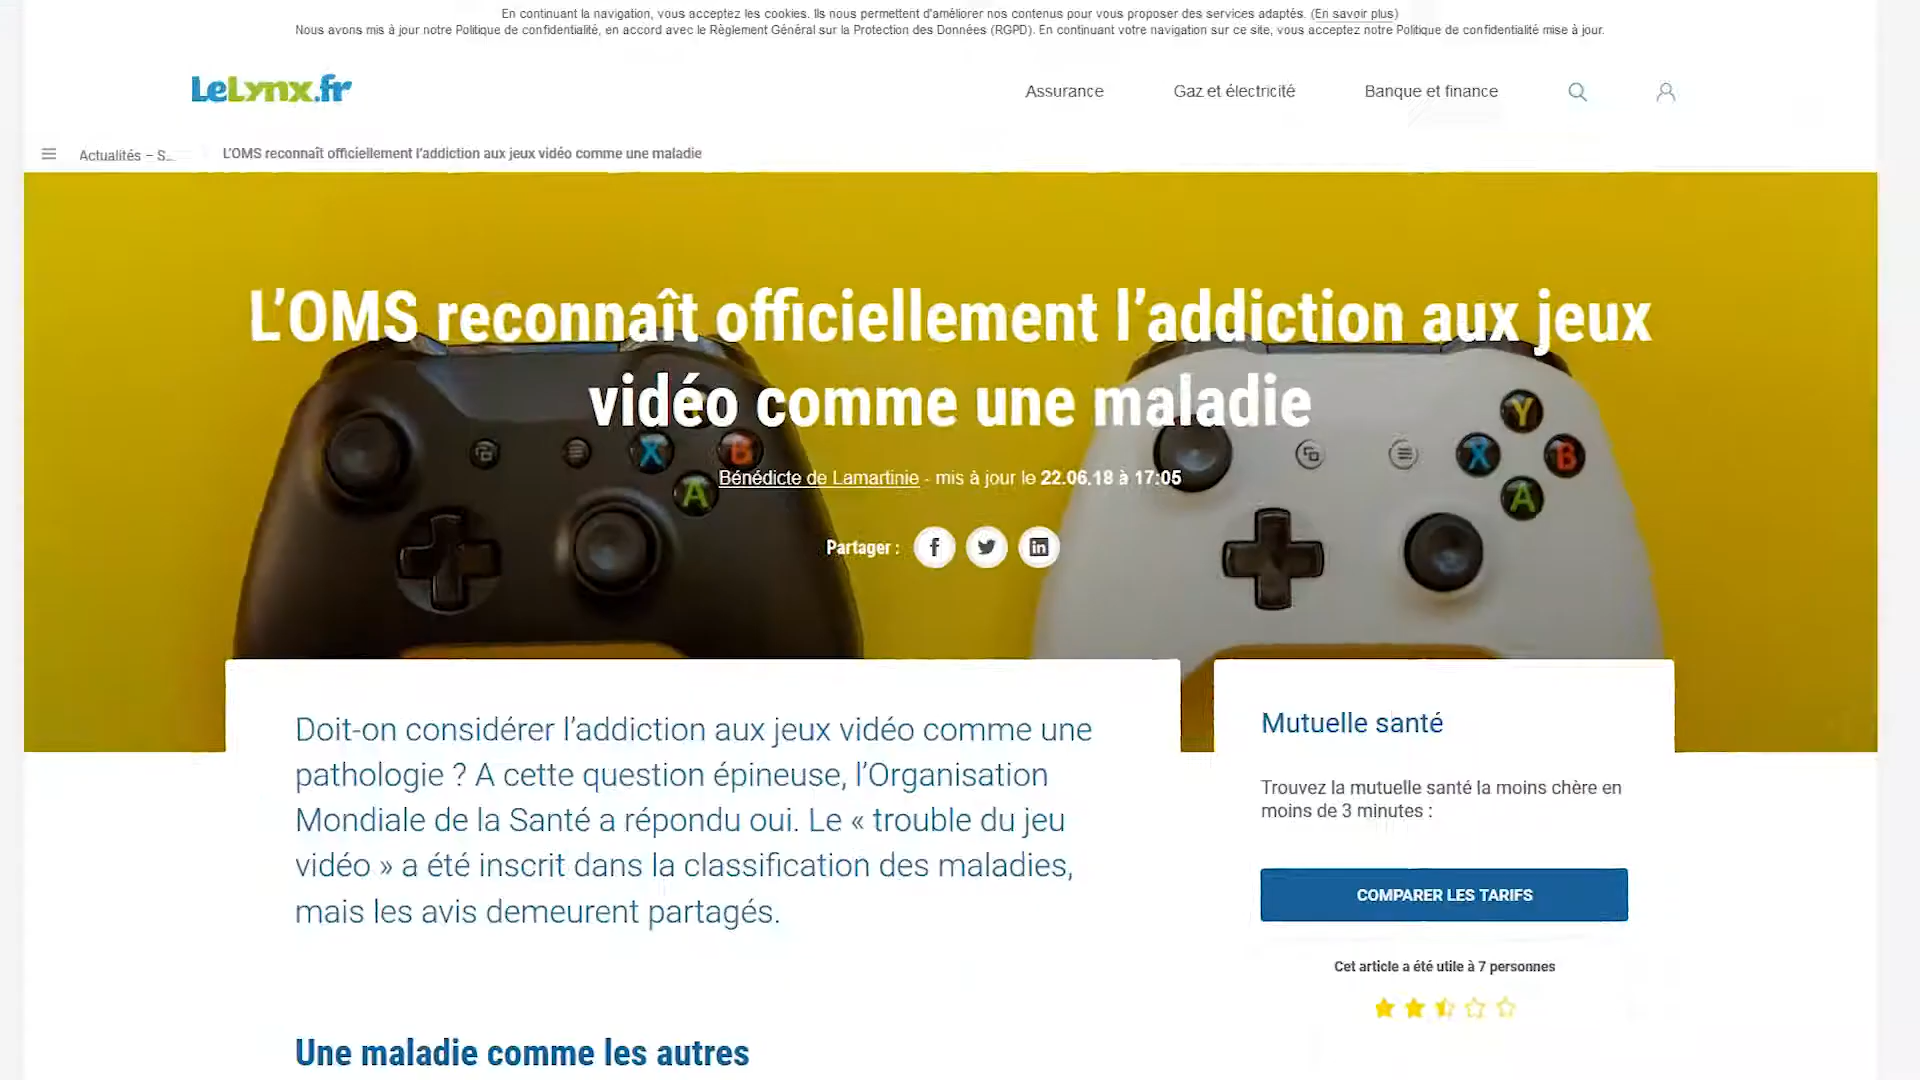 En continuant la navigation, vous acceptez les cookies. Ils nous permettent d'améliorer nos contenus pour vous proposer des services adaptés. (En savoir plus)
Nous avons mis à jour notre Politique de confidentialité, en accord avec le Règlement Général sur la Protection des Données (RGPD). En continuant votre navigation sur ce site, vous acceptez notre Politique de confidentialité mise à jour.
LeLynx.fr
Assurance
Gaz et électricité
Banque et finance
Actualités – S...
L'OMS reconnaît officiellement l'addiction aux jeux vidéo comme une maladie
L'OMS reconnaît officiellement l'addiction aux jeux
vidéo comme une maladie
Bénédicte de Lamartinie - mis à jour le 22.06.18 à 17:05
Partager :
X
B
A
Y
X
B
A
Doit-on considérer l'addiction aux jeux vidéo comme une
pathologie ? A cette question épineuse, l'Organisation
Mondiale de la Santé a répondu oui. Le « trouble du jeu
vidéo » a été inscrit dans la classification des maladies,
mais les avis demeurent partagés.
Une maladie comme les autres
Mutuelle santé
Trouvez la mutuelle santé la moins chère en
moins de 3 minutes :
COMPARER LES TARIFS
Cet article a été utile à 7 personnes